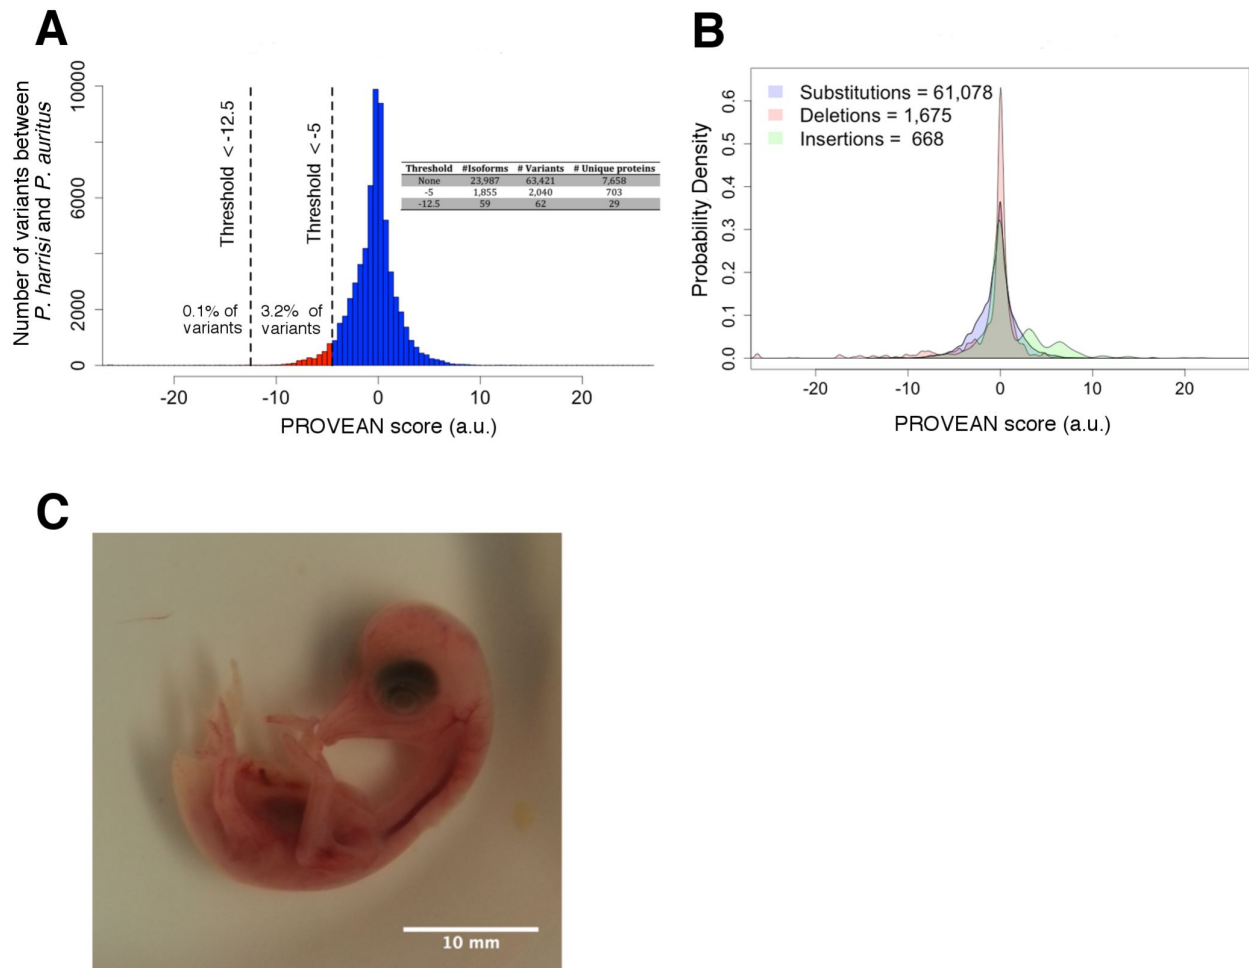 A
Number of variants between
P. harrisi and P. auritus
10000
6000
2000
0
Threshold < -12.5
Threshold < -5
0.1% of
variants
3.2% of
variants
Threshold #Isoforms # Variants # Unique proteins
None 23,987 63,421 7,658
-5 1,855 2,040 703
-12.5 59 62 29
-20 -10 0 10 20
PROVEAN score (a.u.)
B
Probability Density
0.6
0.5
0.4
0.3
0.2
0.1
0.0
Substitutions = 61,078
Deletions = 1,675
Insertions = 668
-20 -10 0 10 20
PROVEAN score (a.u.)
C
10 mm